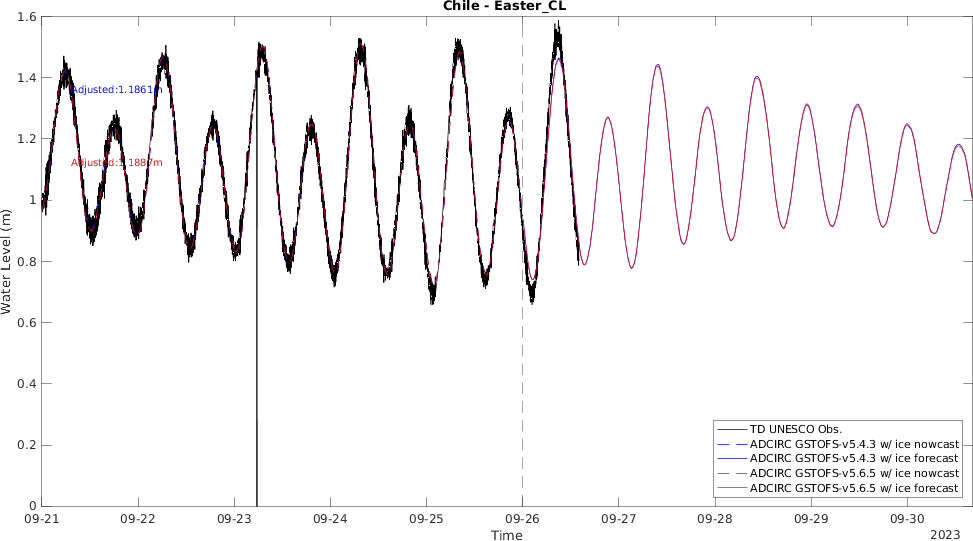 Chile - Easter_CL
1.6
1.4
1.2
1
0.8
0.6
0.4
0.2
0
Water Level (m)
Adjusted:1.1861m
Adjusted:1.1887m
TD UNESCO Obs.
ADCIRC GSTOFS-v5.4.3 w/ ice nowcast
ADCIRC GSTOFS-v5.4.3 w/ ice forecast
ADCIRC GSTOFS-v5.6.5 w/ ice nowcast
ADCIRC GSTOFS-v5.6.5 w/ ice forecast
09-21 09-22 09-23 09-24 09-25 09-26 09-27 09-28 09-29 09-30
Time
2023